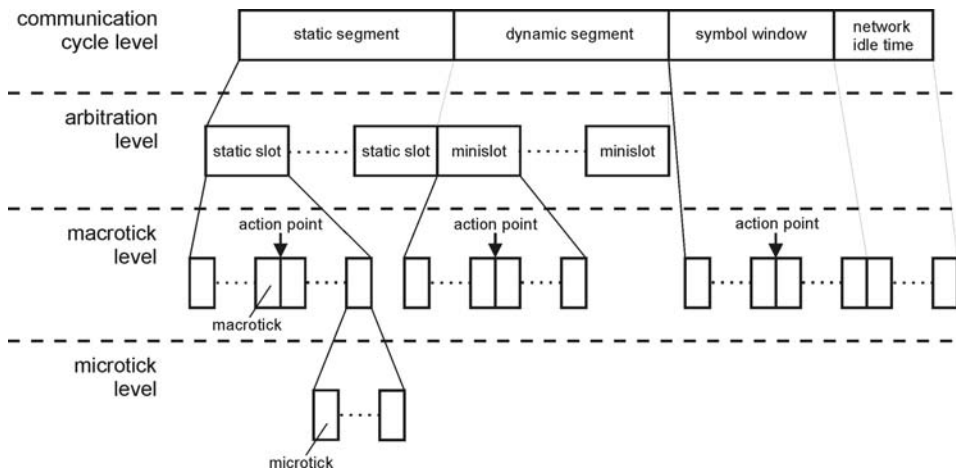 communication
cycle level
static segment
dynamic segment
symbol window
network
idle time
arbitration
level
static slot
static slot
minislot
minislot
macrotick
level
action point
action point
action point
macrotick
microtick
level
microtick